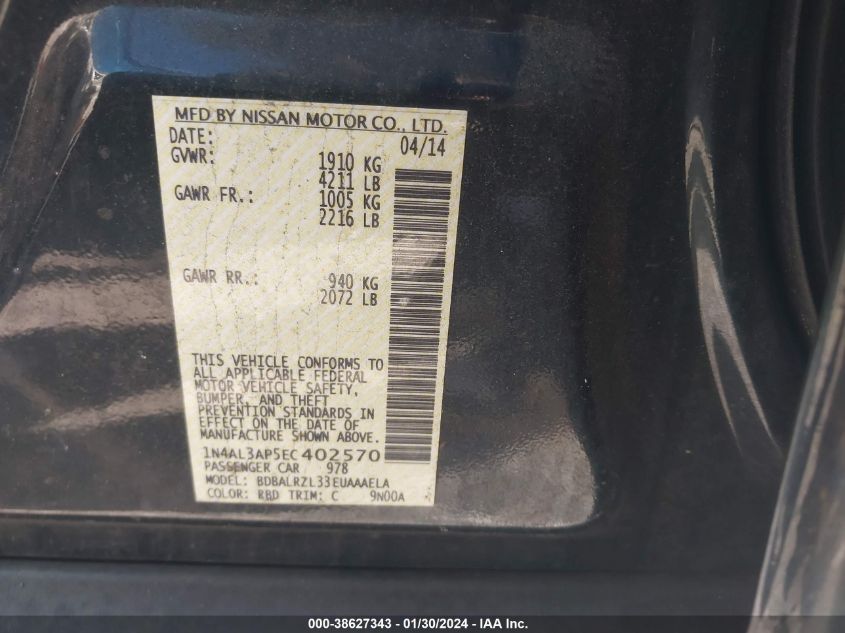 MFD BY NISSAN MOTOR CO., LTD.
DATE: 04/14
GVWR: 1910 KG
4211 LB
GAWR FR.: 1005 KG
2216 LB
GAWR RR.: 940 KG
2072 LB
THIS VEHICLE CONFORMS TO
ALL APPLICABLE FEDERAL
MOTOR VEHICLE SAFETY,
BUMPER, AND THEFT
PREVENTION STANDARDS IN
EFFECT ON THE DATE OF
MANUFACTURE SHOWN ABOVE.
1N4AL3AP5EC402570
PASSENGER CAR 978
MODEL: BDBALRZL33EUAAAELA
COLOR: RBD TRIM: C 9N00A
000-38627343 - 01/30/2024 - IAA Inc.